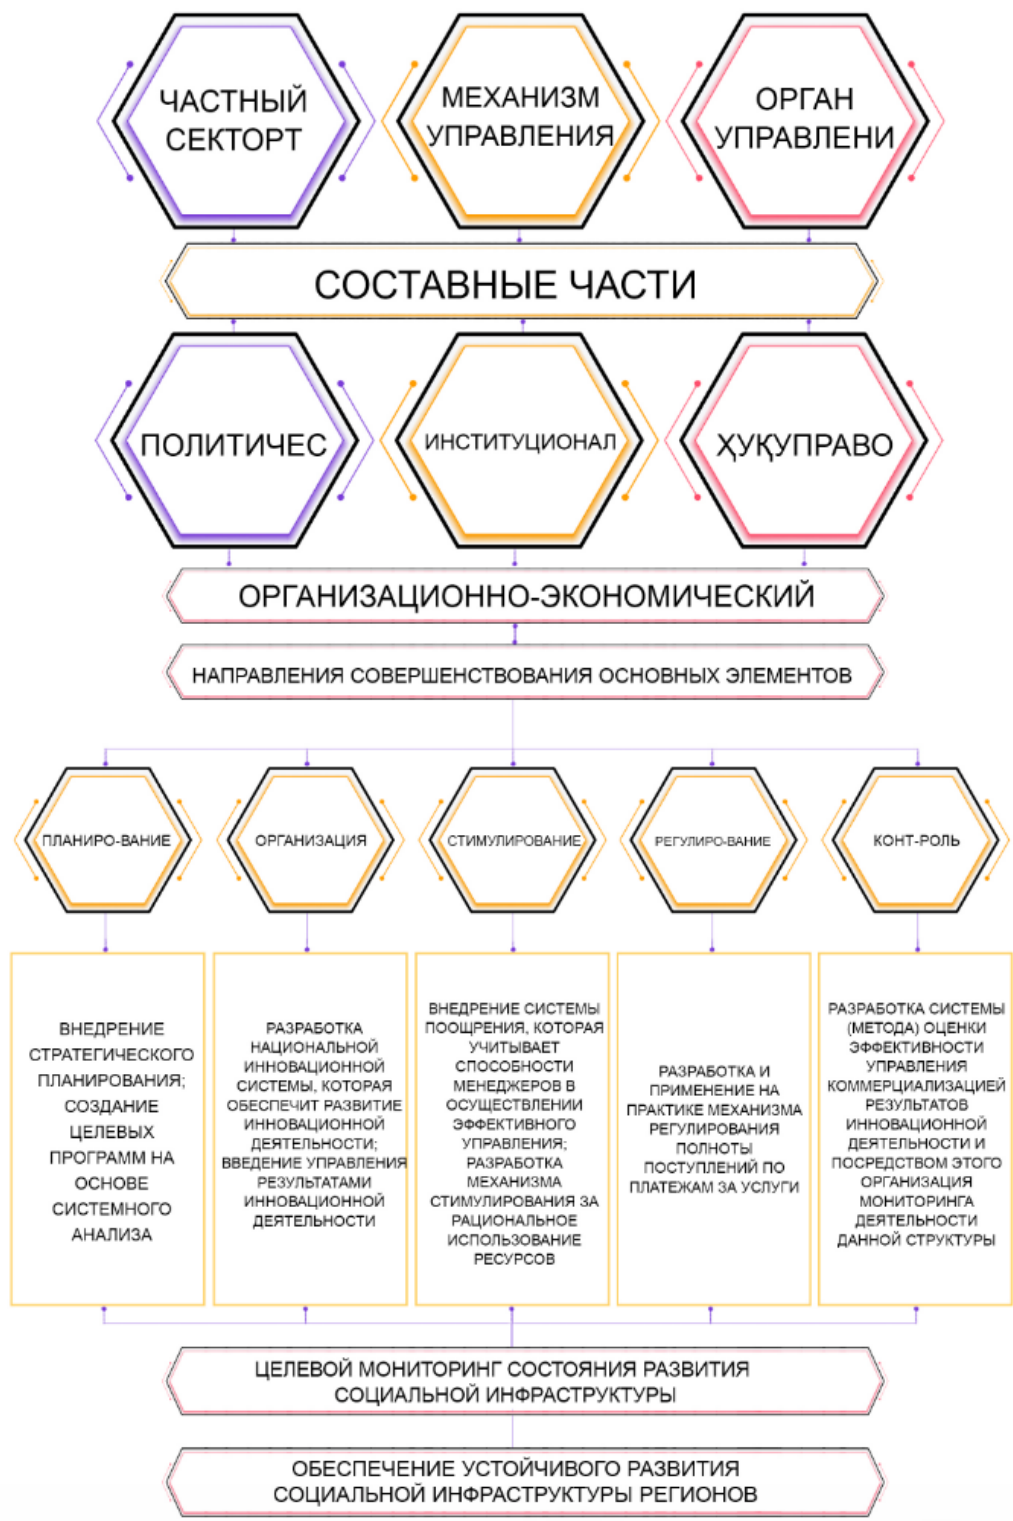 ЧАСТНЫЙ
СЕКТОРТ
МЕХАНИЗМ
УПРАВЛЕНИЯ
ОРГАН
УПРАВЛЕНИ
СОСТАВНЫЕ ЧАСТИ
ПОЛИТИЧЕС
ИНСТИТУЦИОНАЛ
ҲУҚУПРАВО
ОРГАНИЗАЦИОННО-ЭКОНОМИЧЕСКИЙ
НАПРАВЛЕНИЯ СОВЕРШЕНСТВОВАНИЯ ОСНОВНЫХ ЭЛЕМЕНТОВ
ПЛАНИРО-ВАНИЕ
ОРГАНИЗАЦИЯ
СТИМУЛИРОВАНИЕ
РЕГУЛИРО-ВАНИЕ
КОНТ-РОЛЬ
ВНЕДРЕНИЕ
СТРАТЕГИЧЕСКОГО
ПЛАНИРОВАНИЯ;
СОЗДАНИЕ
ЦЕЛЕВЫХ
ПРОГРАММ НА
ОСНОВЕ
СИСТЕМНОГО
АНАЛИЗА
РАЗРАБОТКА
НАЦИОНАЛЬНОЙ
ИННОВАЦИОННОЙ
СИСТЕМЫ, КОТОРАЯ
ОБЕСПЕЧИТ РАЗВИТИЕ
ИННОВАЦИОННОЙ
ДЕЯТЕЛЬНОСТИ;
ВВЕДЕНИЕ УПРАВЛЕНИЯ
РЕЗУЛЬТАТАМИ
ИННОВАЦИОННОЙ
ДЕЯТЕЛЬНОСТИ
ВНЕДРЕНИЕ СИСТЕМЫ
ПООЩРЕНИЯ, КОТОРАЯ
УЧИТЫВАЕТ
СПОСОБНОСТИ
МЕНЕДЖЕРОВ В
ОСУЩЕСТВЛЕНИИ
ЭФФЕКТИВНОГО
УПРАВЛЕНИЯ;
РАЗРАБОТКА
МЕХАНИЗМА
СТИМУЛИРОВАНИЯ ЗА
РАЦИОНАЛЬНОЕ
ИСПОЛЬЗОВАНИЕ
РЕСУРСОВ
РАЗРАБОТКА И
ПРИМЕНЕНИЕ НА
ПРАКТИКЕ МЕХАНИЗМА
РЕГУЛИРОВАНИЯ
ПОЛНОТЫ
ПОСТУПЛЕНИЙ ПО
ПЛАТЕЖАМ ЗА УСЛУГИ
РАЗРАБОТКА СИСТЕМЫ
(МЕТОДА) ОЦЕНКИ
ЭФФЕКТИВНОСТИ
УПРАВЛЕНИЯ
КОММЕРЦИАЛИЗАЦИЕЙ
РЕЗУЛЬТАТОВ
ИННОВАЦИОННОЙ
ДЕЯТЕЛЬНОСТИ И
ПОСРЕДСТВОМ ЭТОГО
ОРГАНИЗАЦИЯ
МОНИТОРИНГА
ДЕЯТЕЛЬНОСТИ
ДАННОЙ СТРУКТУРЫ
ЦЕЛЕВОЙ МОНИТОРИНГ СОСТОЯНИЯ РАЗВИТИЯ
СОЦИАЛЬНОЙ ИНФРАСТРУКТУРЫ
ОБЕСПЕЧЕНИЕ УСТОЙЧИВОГО РАЗВИТИЯ
СОЦИАЛЬНОЙ ИНФРАСТРУКТУРЫ РЕГИОНОВ